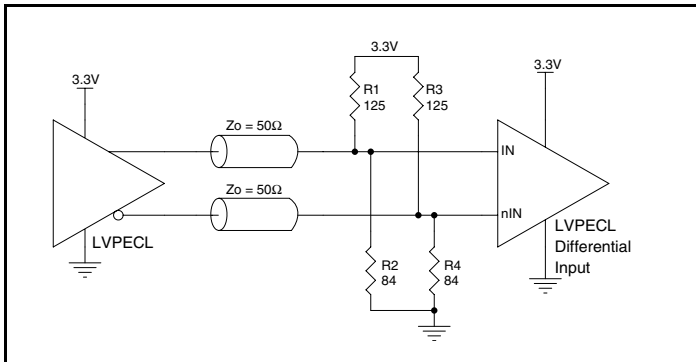 3.3V
3.3V
3.3V
R1
125
R3
125
Zo = 50Ω
IN
Zo = 50Ω
nIN
LVPECL
LVPECL
Differential
Input
R2
84
R4
84